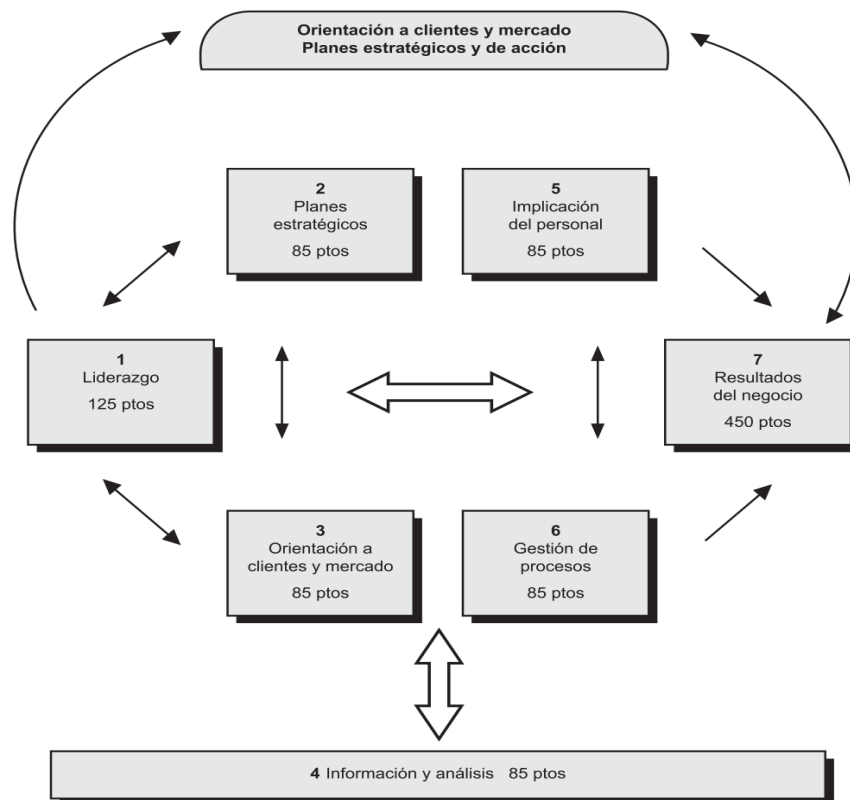 Orientación a clientes y mercado
Planes estratégicos y de acción
2
Planes
estratégicos
85 ptos
5
Implicación
del personal
85 ptos
1
Liderazgo
125 ptos
7
Resultados
del negocio
450 ptos
3
Orientación a
clientes y mercado
85 ptos
6
Gestión de
procesos
85 ptos
4 Información y análisis 85 ptos